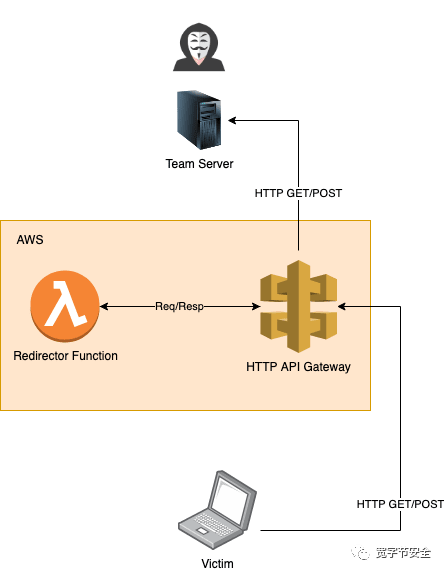 Team Server
HTTP GET/POST
AWS
Req/Resp
Redirector Function
HTTP API Gateway
HTTP GET/POST
Victim
宽字节安全